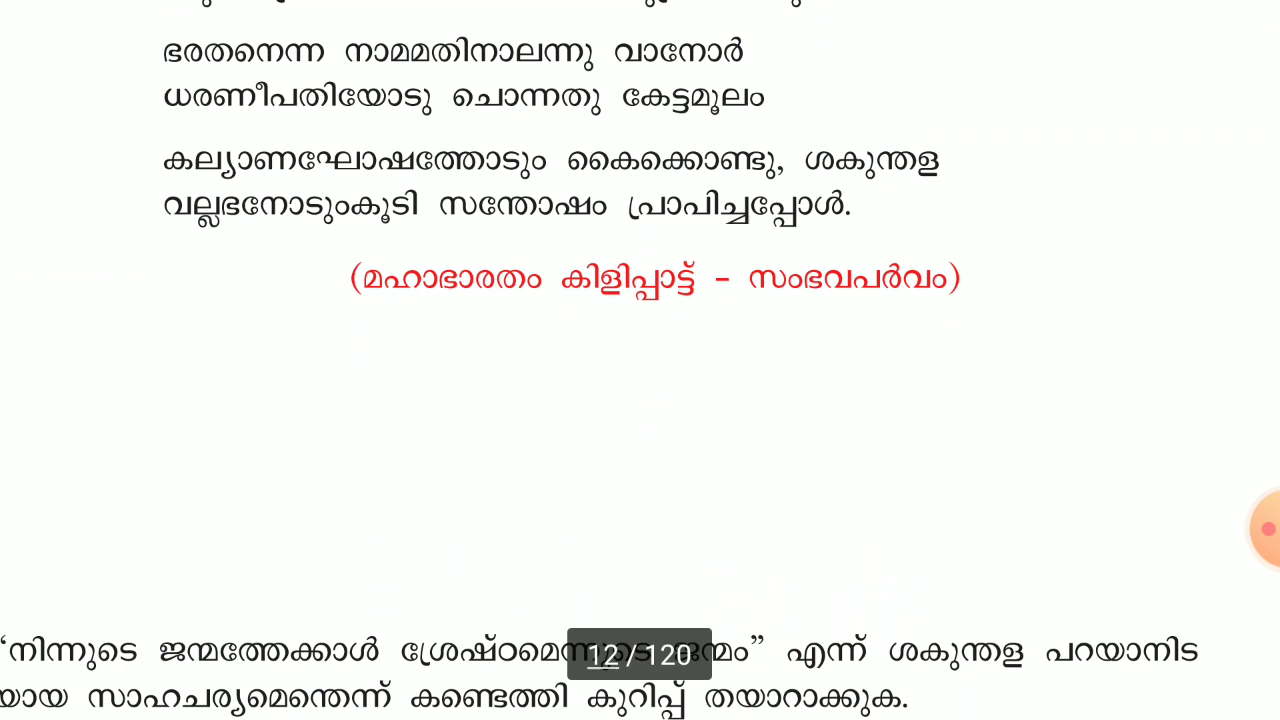 ഭരതനെന്ന നാമമതിനാലന്നു വാനോർ
ധരണീപതിയോടു ചൊന്നതു കേട്ടമൂലം
കല്യാണഘോഷത്തോടും കൈക്കൊണ്ടു, ശകുന്തള
വല്ലഭനോടുംകൂടി സന്തോഷം പ്രാപിച്ചപ്പോൾ.
(മഹാഭാരതം കിളിപ്പാട്ട് - സംഭവപർവം)
“നിന്നുടെ ജന്മത്തേക്കാൾ ശ്രേഷ്ഠമെന്നുടെ ജന്മം” എന്ന് ശകുന്തള പറയാനിട
12 / 120
യായ സാഹചര്യമെന്തെന്ന് കണ്ടെത്തി കുറിപ്പ് തയാറാക്കുക.